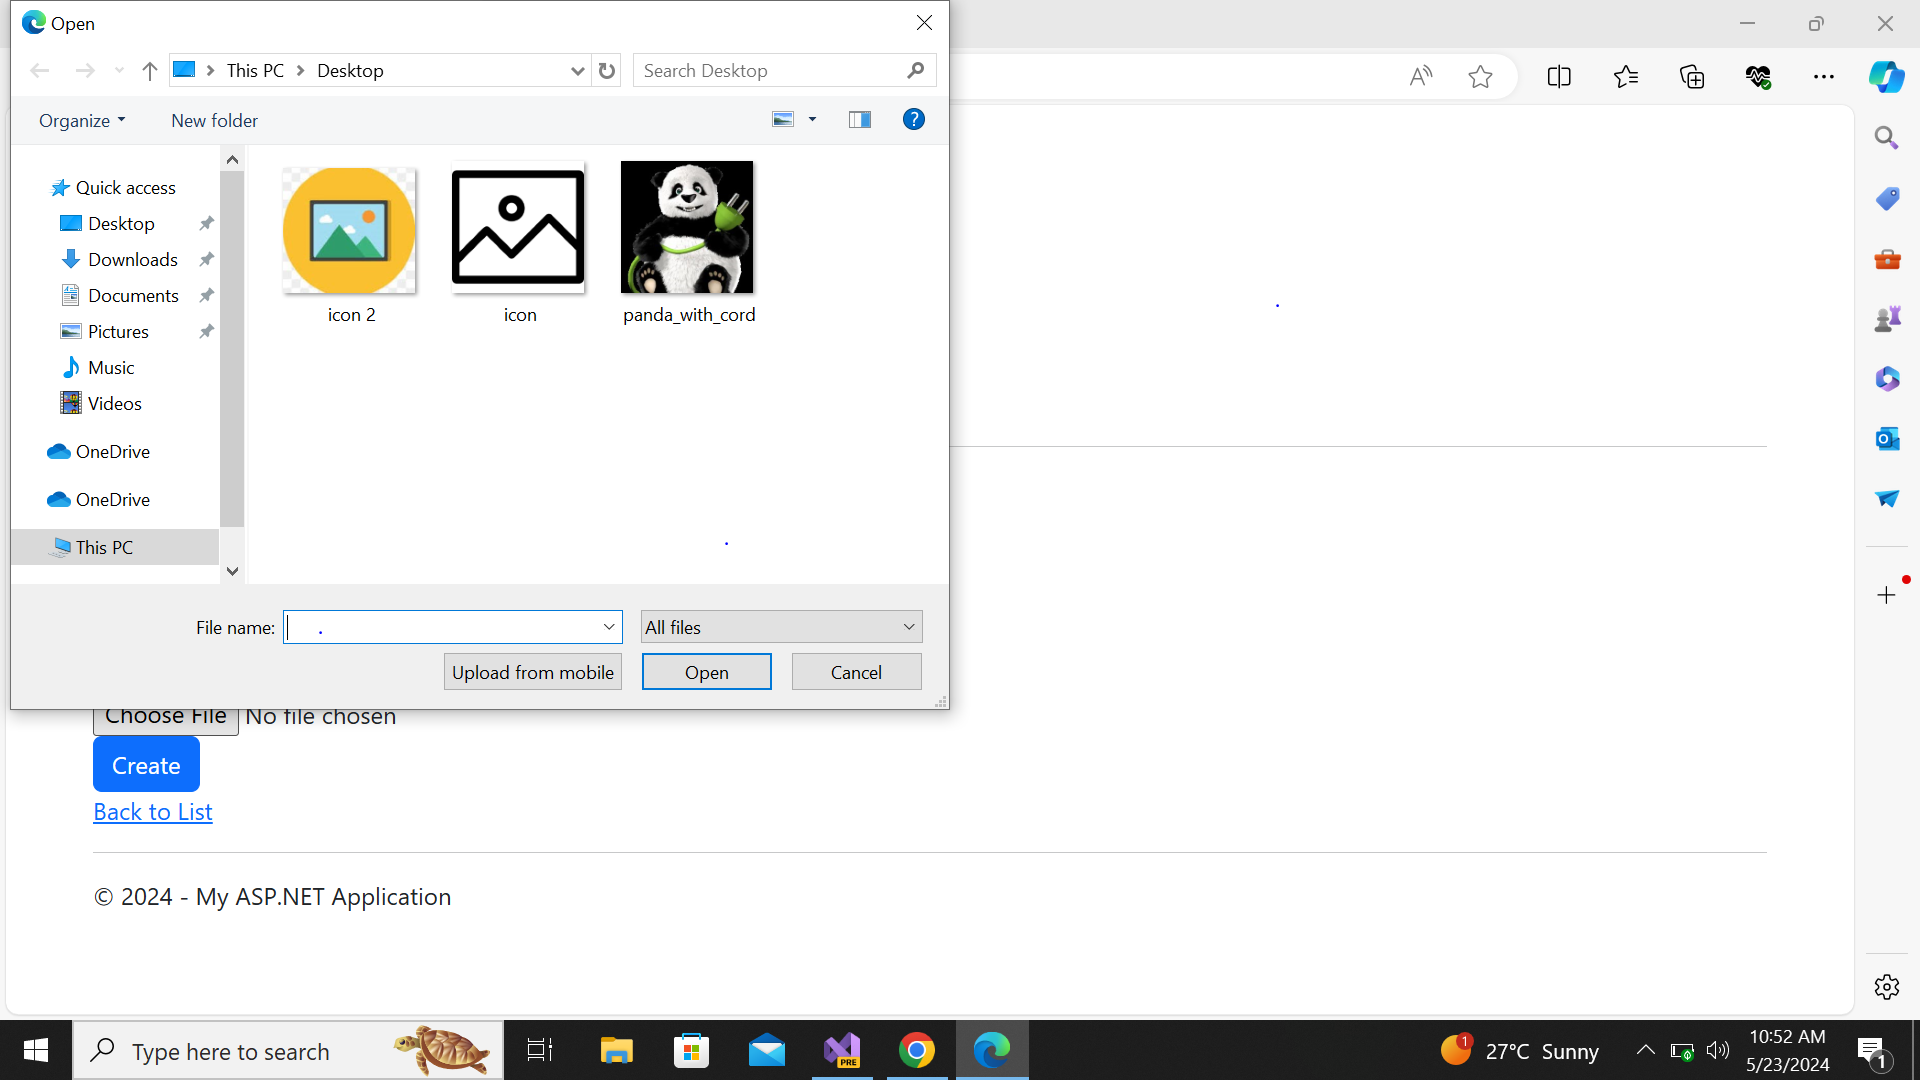 Open
This PC
Desktop
Search Desktop
Organize
New folder
Quick access
Desktop
Downloads
Documents
Pictures
Music
Videos
OneDrive
OneDrive
This PC
icon 2
icon
panda_with_cord
File name:
All files
Upload from mobile
Open
Cancel
Choose File No file chosen
Create
Back to List
© 2024 - My ASP.NET Application
Type here to search
PRE
1
27°C Sunny
10:52 AM
5/23/2024
1